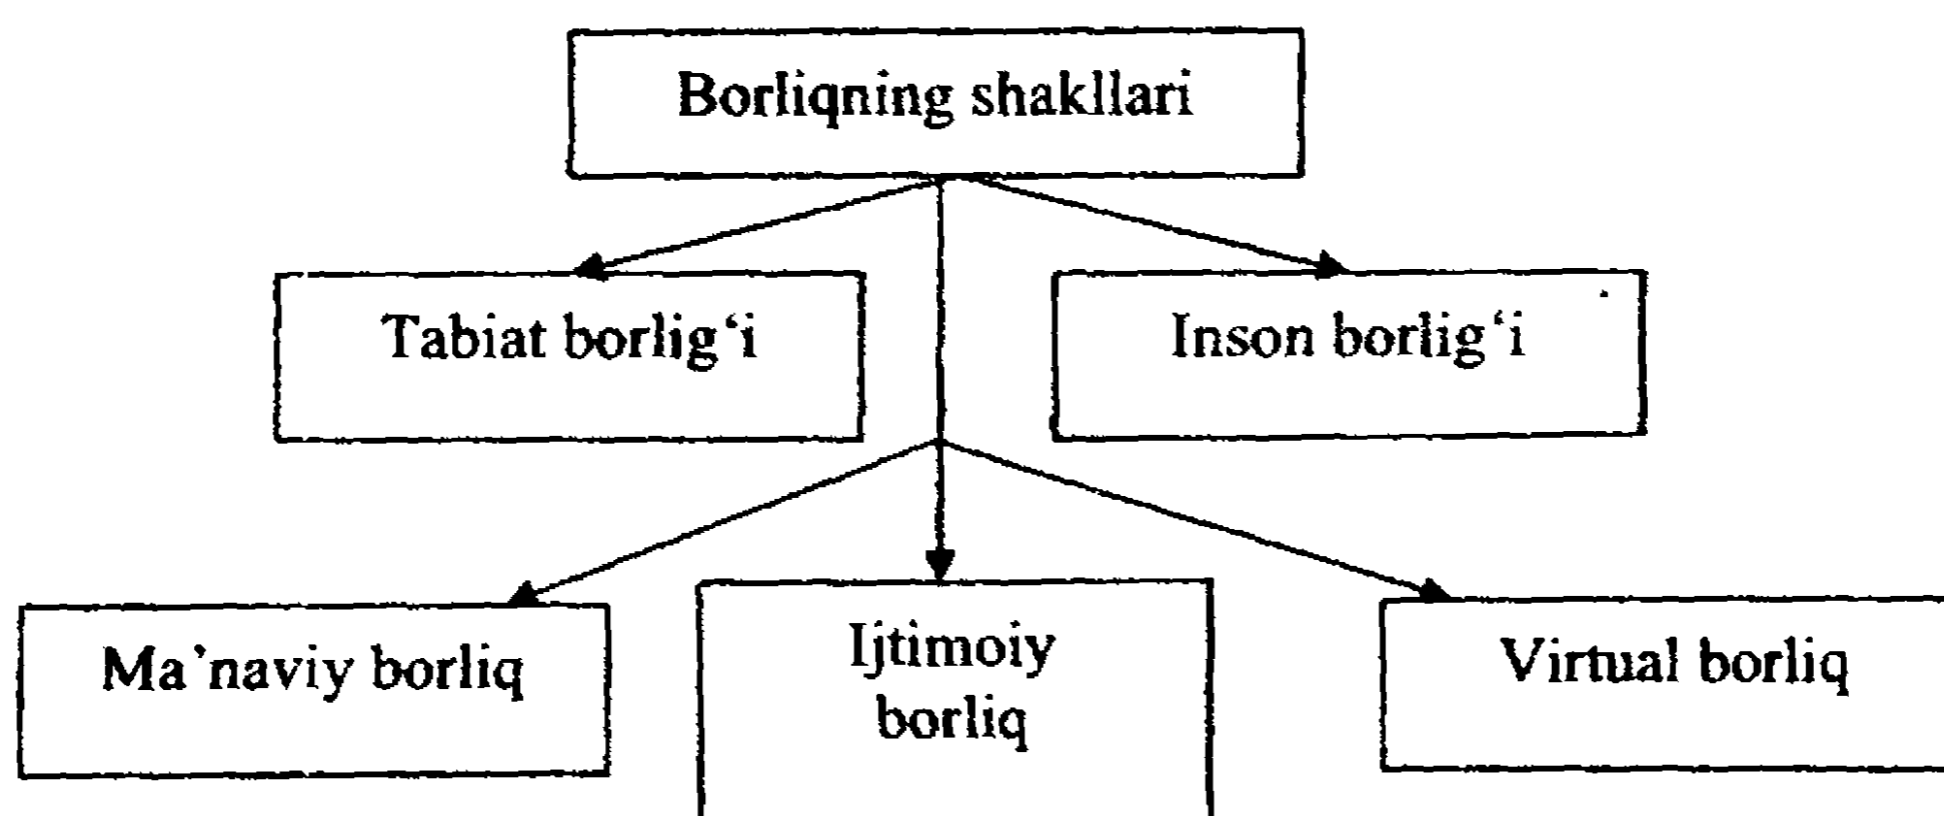 Borliqning shakllari
Tabiat borlig‘i
Inson borlig‘i
Ma’naviy borliq
Ijtimoiy
borliq
Virtual borliq